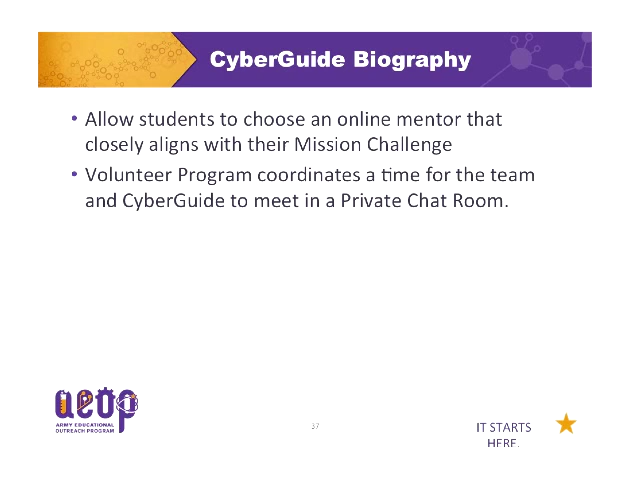 CyberGuide Biography
• Allow students to choose an online mentor that
closely aligns with their Mission Challenge
• Volunteer Program coordinates a time for the team
and CyberGuide to meet in a Private Chat Room.
aeop
ARMY EDUCATIONAL
OUTREACH PROGRAM
37
IT STARTS
HERE.